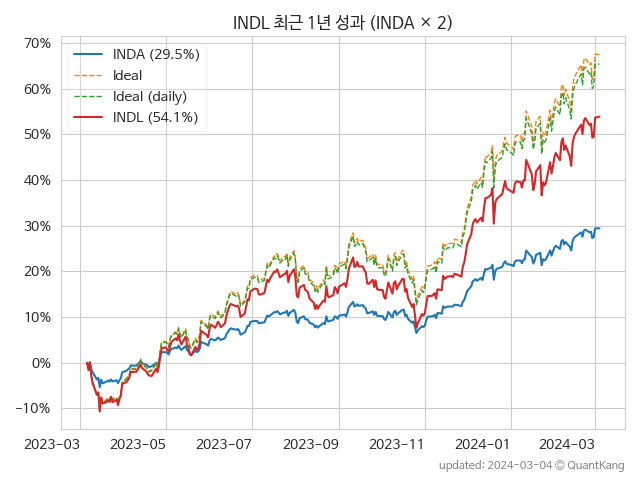 INDL 최근 1년 성과 (INDA × 2)
INDA (29.5%)
Ideal
Ideal (daily)
INDL (54.1%)
70%
60%
50%
40%
30%
20%
10%
0%
−10%
2023-03 2023-05 2023-07 2023-09 2023-11 2024-01 2024-03
updated: 2024-03-04 © QuantKang